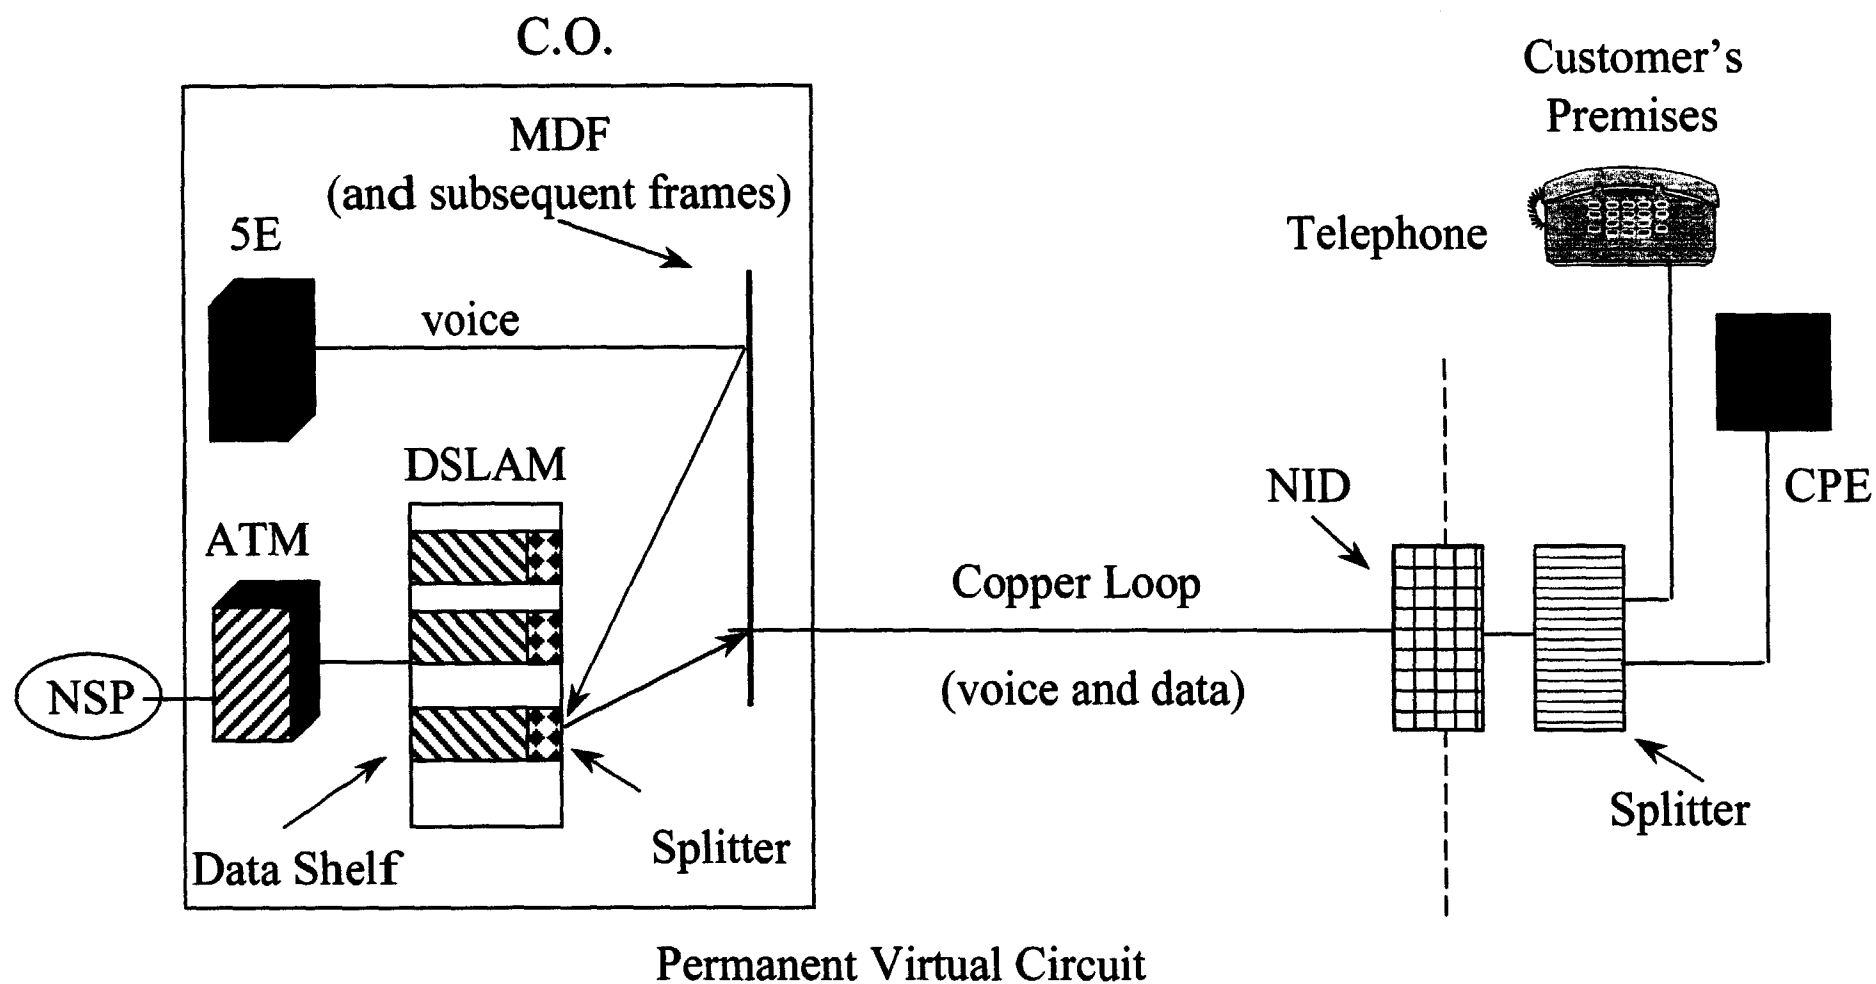 C.O.
Customer's
Premises
MDF
(and subsequent frames)
5E
Telephone
voice
DSLAM
NID
CPE
ATM
Copper Loop
NSP
(voice and data)
Splitter
Splitter
Data Shelf
Permanent Virtual Circuit